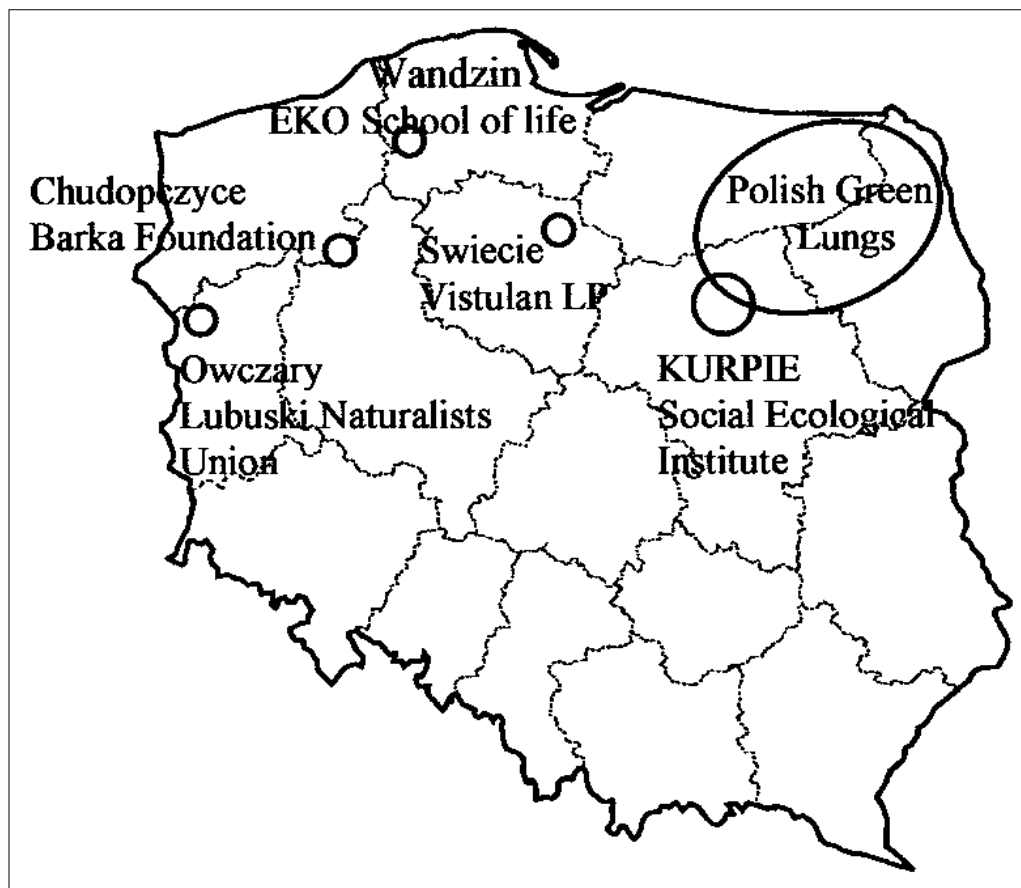 Wandzin
EKO School of life
Chudopczyce
Barka Foundation
Polish Green
Lungs
Swiecie
Vistulan LP
Owczary
Lubuski Naturalists
Union
KURPIE
Social Ecological
Institute